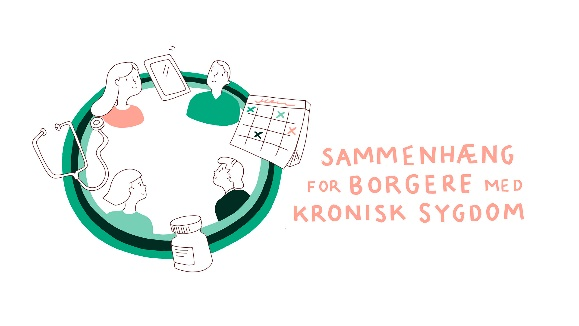 SAMMENHÆNG
FOR BORGERE MED
KRONISK SYGDOM